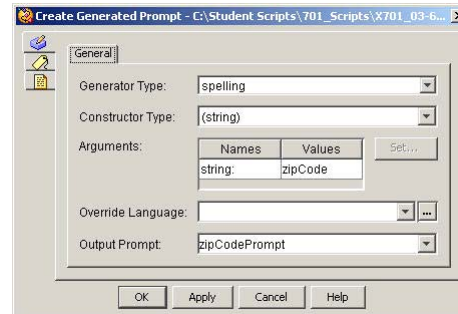 Create Generated Prompt - C:\Student Scripts\701_Scripts\X701_03-6...
General
Generator Type: spelling
Constructor Type: (string)
Arguments: Names Values Set...
string: zipCode
Override Language: ...
Output Prompt: zipCodePrompt
OK Apply Cancel Help